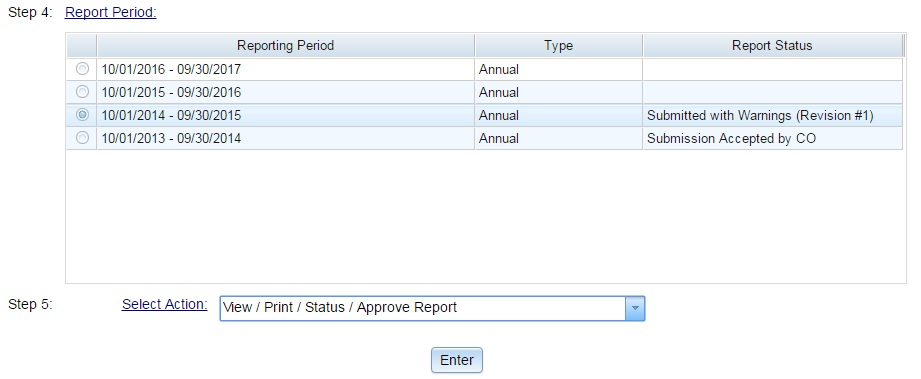 Step 4: Report Period:
Reporting Period Type Report Status
10/01/2016 - 09/30/2017 Annual
10/01/2015 - 09/30/2016 Annual
10/01/2014 - 09/30/2015 Annual Submitted with Warnings (Revision #1)
10/01/2013 - 09/30/2014 Annual Submission Accepted by CO
Step 5: Select Action: View / Print / Status / Approve Report
Enter